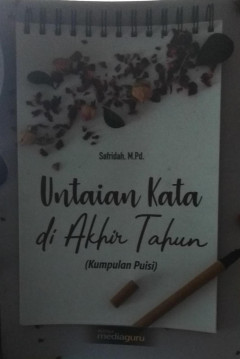 Safridah, M.Pd.
Untaian Kata
di Akhir Tahun
(Kumpulan Puisi)
mediaguru